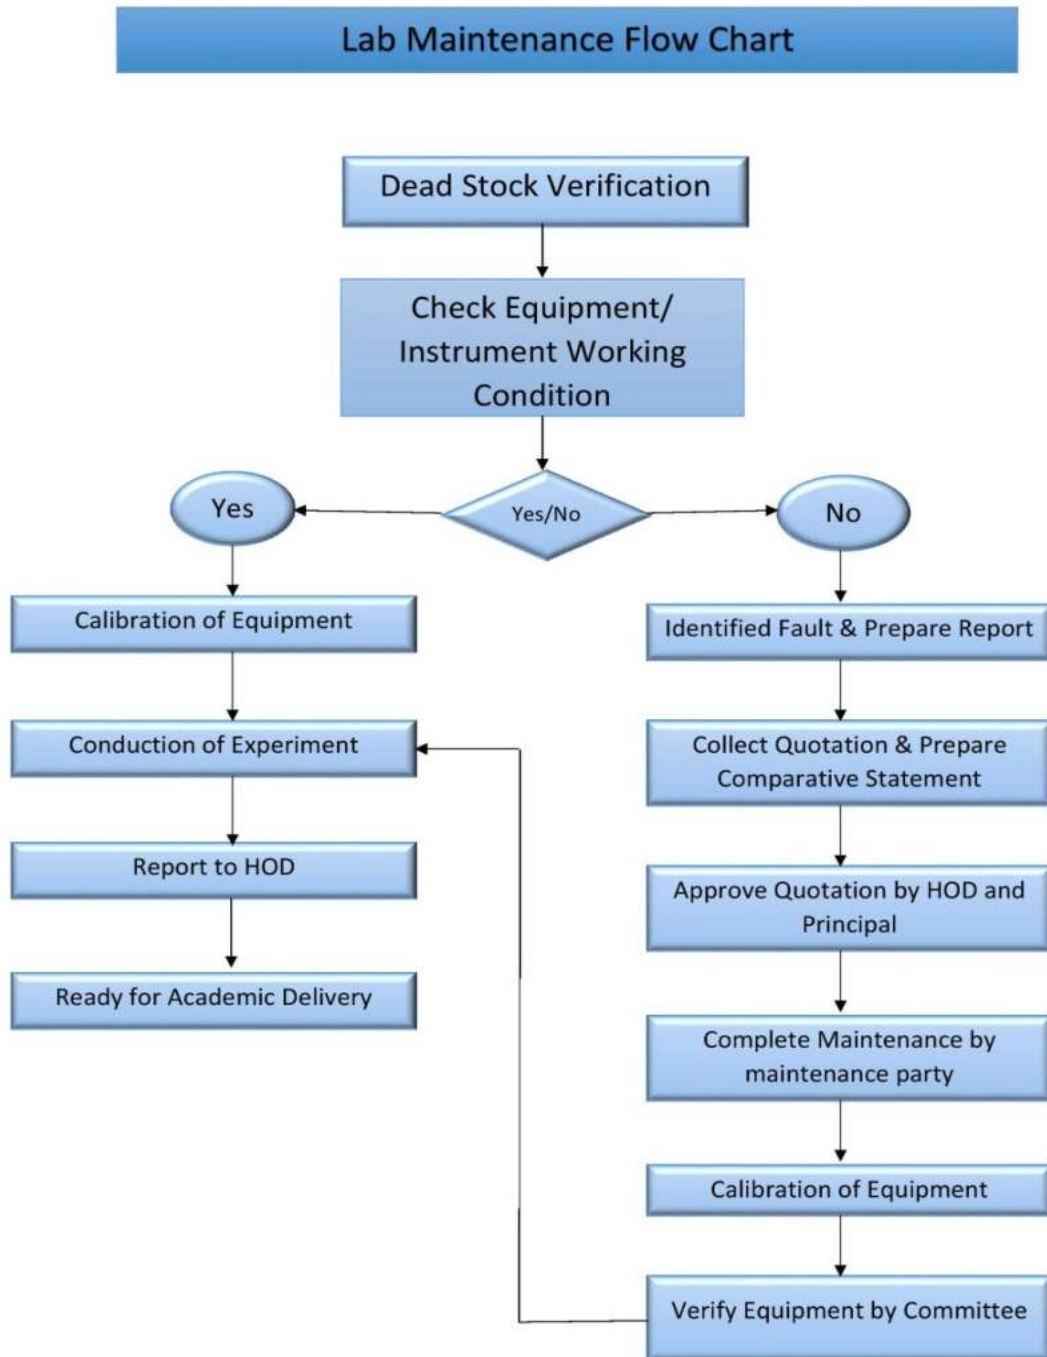 Lab Maintenance Flow Chart
Dead Stock Verification
Check Equipment/
Instrument Working
Condition
Yes
Yes/No
No
Calibration of Equipment
Conduction of Experiment
Report to HOD
Ready for Academic Delivery
Identified Fault & Prepare Report
Collect Quotation & Prepare
Comparative Statement
Approve Quotation by HOD and
Principal
Complete Maintenance by
maintenance party
Calibration of Equipment
Verify Equipment by Committee